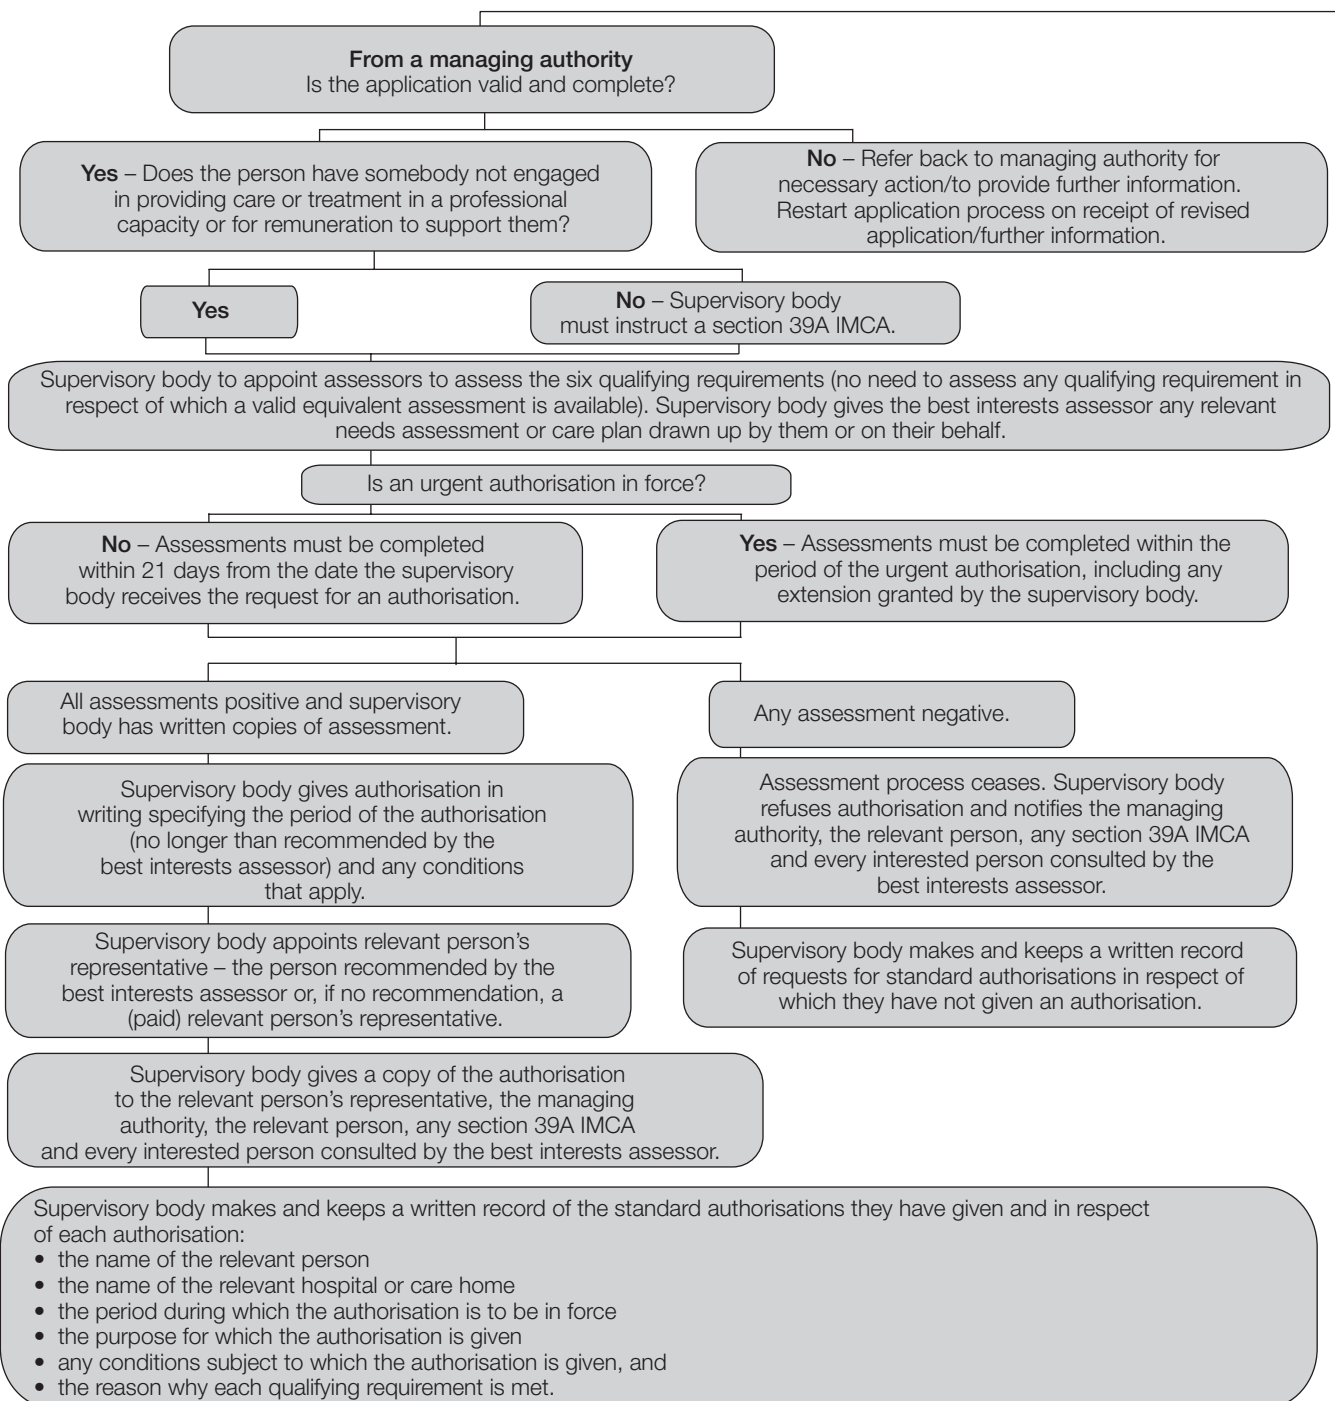 From a managing authority
Is the application valid and complete?
Yes – Does the person have somebody not engaged
in providing care or treatment in a professional
capacity or for remuneration to support them?
No – Refer back to managing authority for
necessary action/to provide further information.
Restart application process on receipt of revised
application/further information.
Yes
No – Supervisory body
must instruct a section 39A IMCA.
Supervisory body to appoint assessors to assess the six qualifying requirements (no need to assess any qualifying requirement in
respect of which a valid equivalent assessment is available). Supervisory body gives the best interests assessor any relevant
needs assessment or care plan drawn up by them or on their behalf.
Is an urgent authorisation in force?
No – Assessments must be completed
within 21 days from the date the supervisory
body receives the request for an authorisation.
Yes – Assessments must be completed within the
period of the urgent authorisation, including any
extension granted by the supervisory body.
All assessments positive and supervisory
body has written copies of assessment.
Any assessment negative.
Supervisory body gives authorisation in
writing specifying the period of the authorisation
(no longer than recommended by the
best interests assessor) and any conditions
that apply.
Assessment process ceases. Supervisory body
refuses authorisation and notifies the managing
authority, the relevant person, any section 39A IMCA
and every interested person consulted by the
best interests assessor.
Supervisory body appoints relevant person's
representative – the person recommended by the
best interests assessor or, if no recommendation, a
(paid) relevant person's representative.
Supervisory body makes and keeps a written record
of requests for standard authorisations in respect of
which they have not given an authorisation.
Supervisory body gives a copy of the authorisation
to the relevant person's representative, the managing
authority, the relevant person, any section 39A IMCA
and every interested person consulted by the best interests assessor.
Supervisory body makes and keeps a written record of the standard authorisations they have given and in respect
of each authorisation:
• the name of the relevant person
• the name of the relevant hospital or care home
• the period during which the authorisation is to be in force
• the purpose for which the authorisation is given
• any conditions subject to which the authorisation is given, and
• the reason why each qualifying requirement is met.